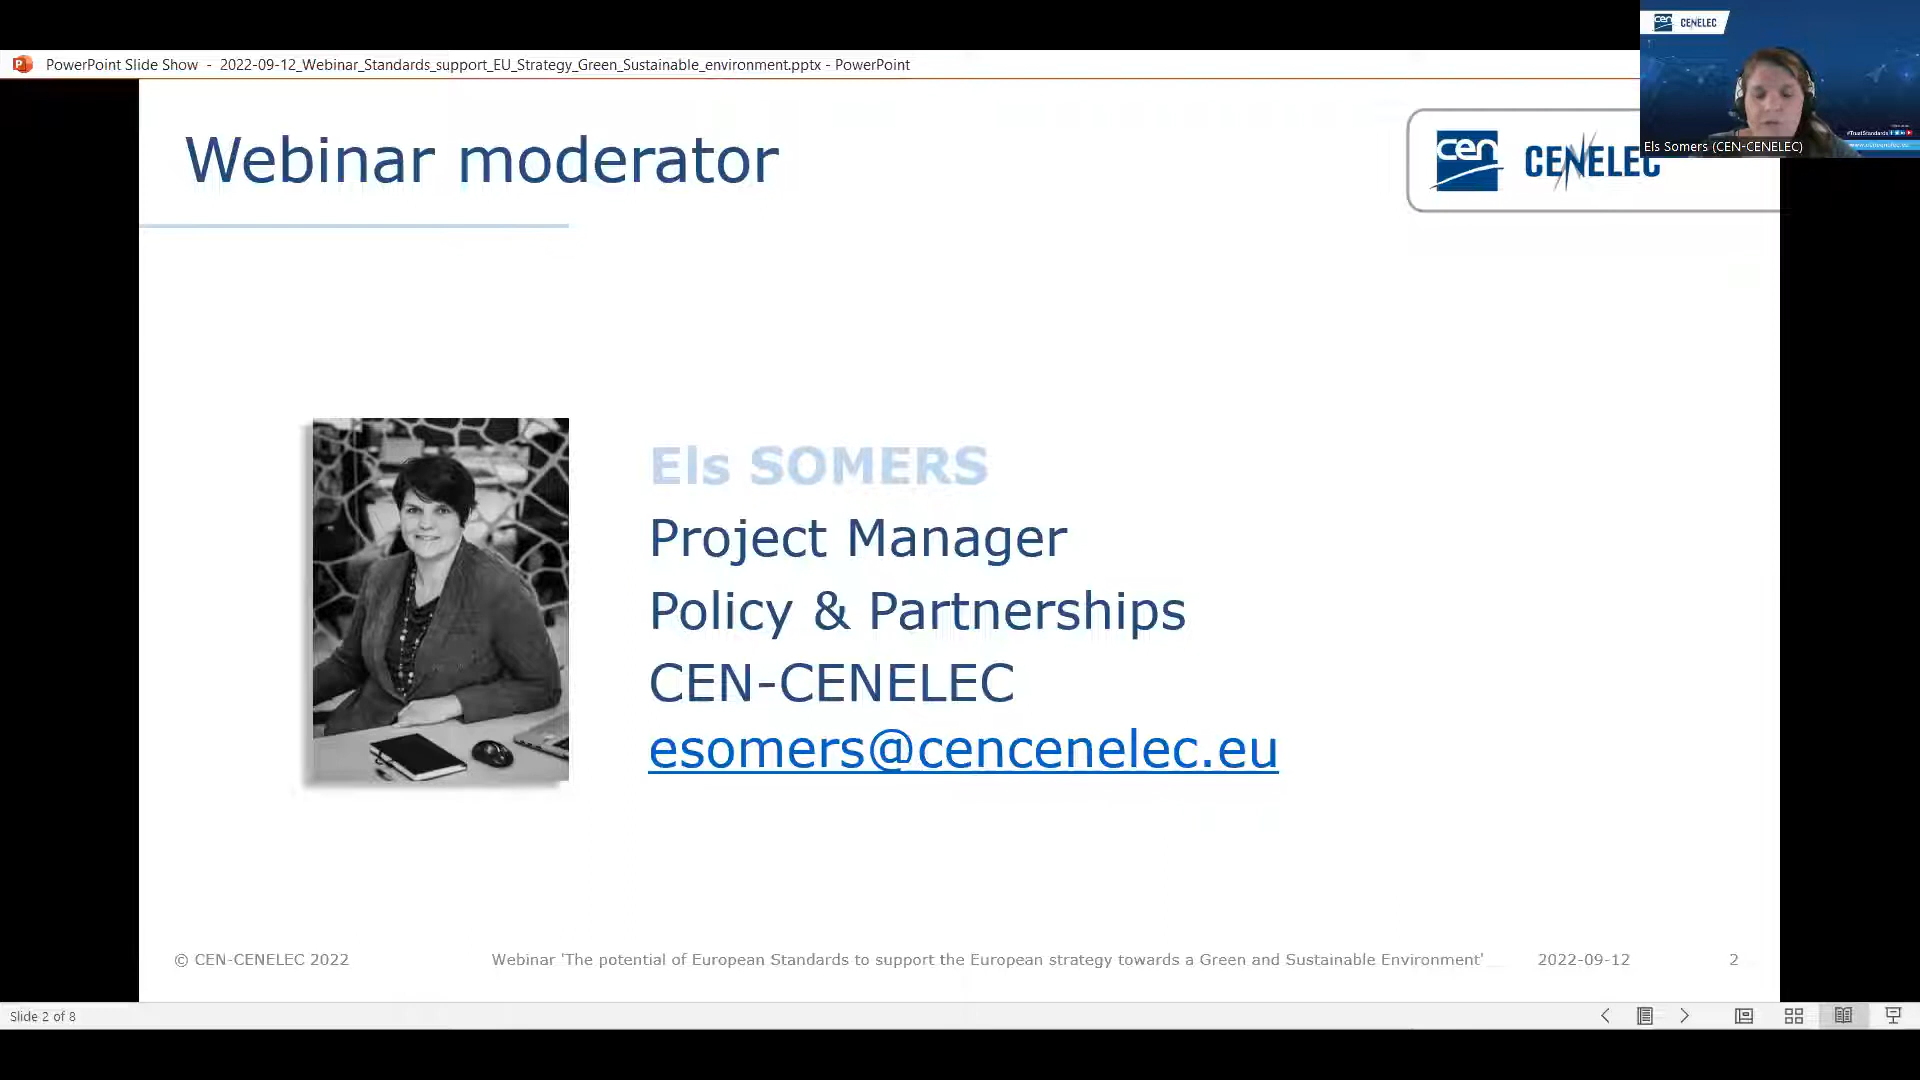 cen CENELEC
PowerPoint Slide Show - 2022-09-12_Webinar_Standards_support_EU_Strategy_Green_Sustainable_environment.pptx - PowerPoint
#TrustStandards
Els Somers (CEN-CENELEC)
Webinar moderator
cen CENELEC
Els SOMERS
Project Manager
Policy & Partnerships
CEN-CENELEC
esomers@cencenelec.eu
© CEN-CENELEC 2022 Webinar 'The potential of European Standards to support the European strategy towards a Green and Sustainable Environment' 2022-09-12 2
Slide 2 of 8